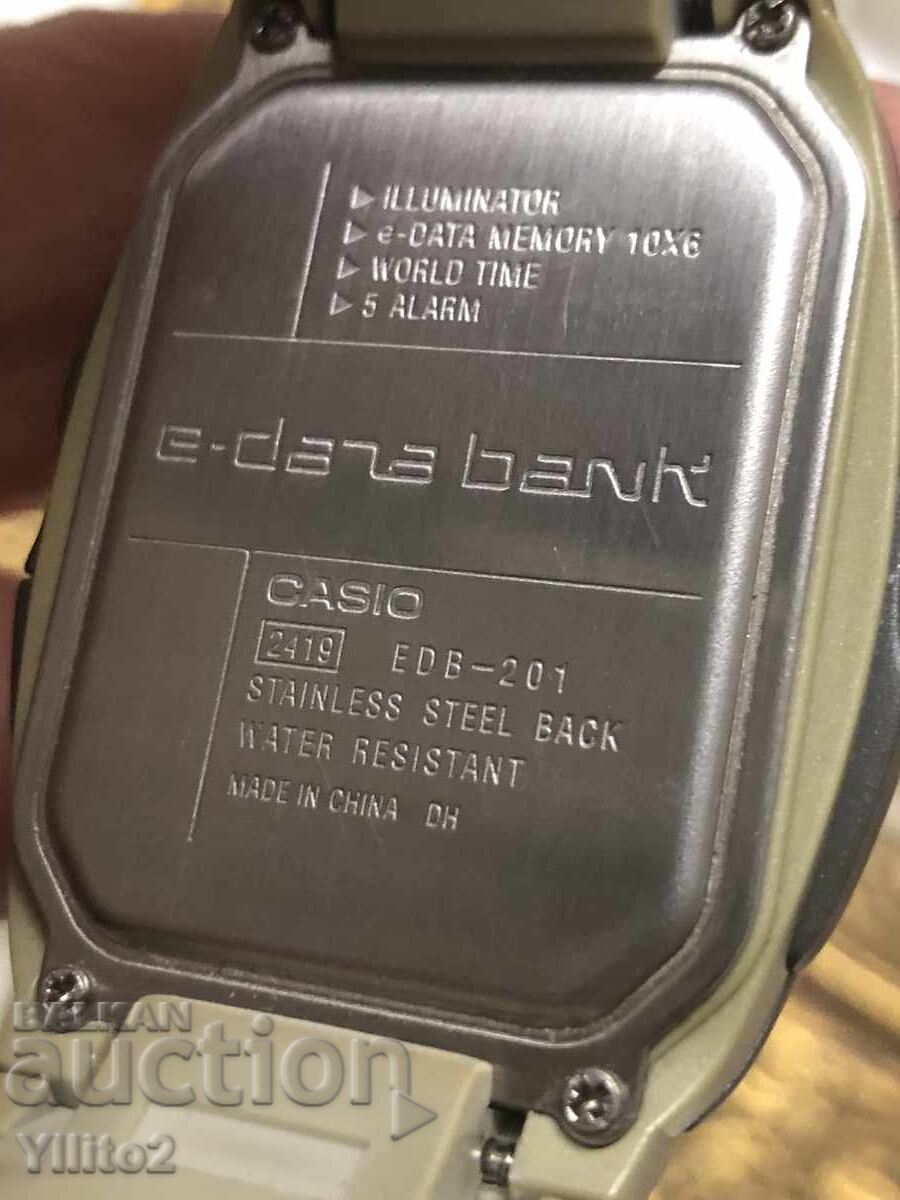 ▷ ILLUMINATOR
▷ e-DATA MEMORY 10X6
▷ WORLD TIME
▷ 5 ALARM
e-data bank
CASIO
2419 EDB-201
STAINLESS STEEL BACK
WATER RESISTANT
MADE IN CHINA DH
BALKAN
auction
Yllito2